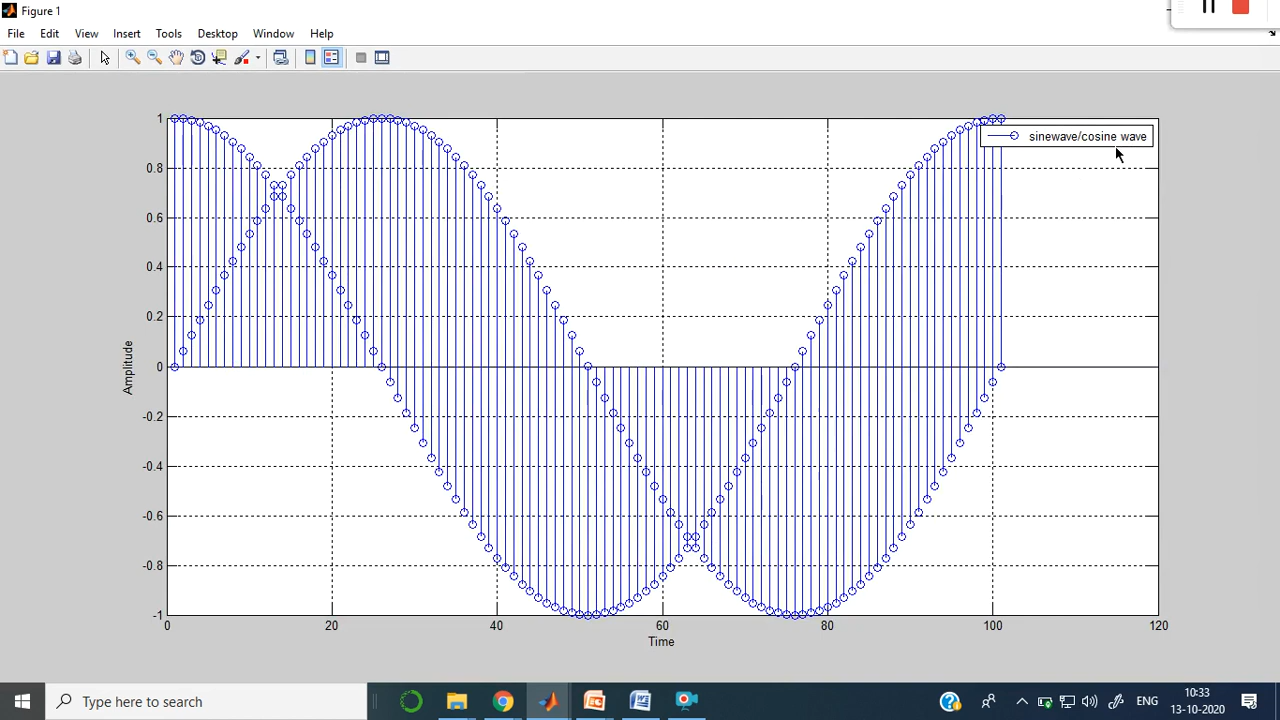 Figure 1
File Edit View Insert Tools Desktop Window Help
1
0.8
0.6
0.4
0.2
0
-0.2
-0.4
-0.6
-0.8
-1
Amplitude
sinewave/cosine wave
0 20 40 60 80 100 120
Time
Type here to search
ENG
10:33
13-10-2020